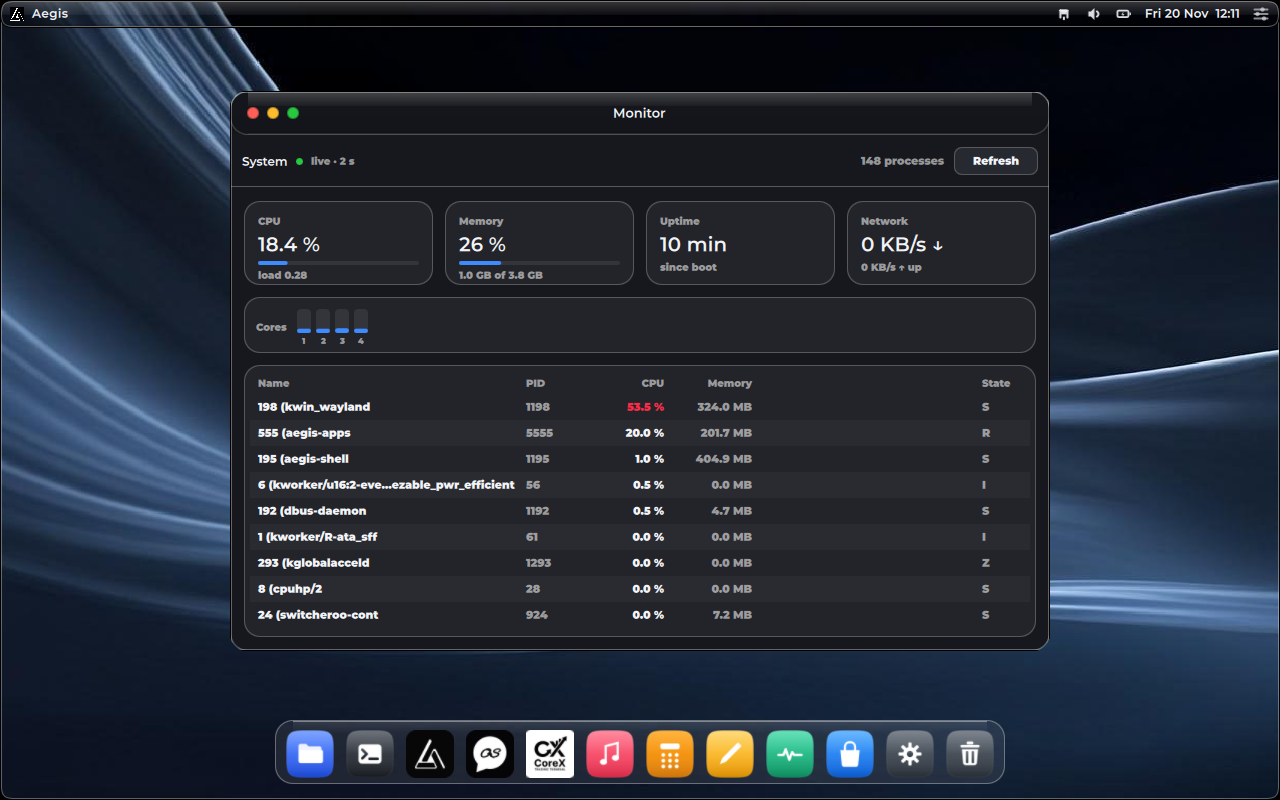 Aegis
Fri 20 Nov 12:11
Monitor
System live • 2 s
148 processes
Refresh
CPU
18.4 %
load 0.28
Memory
26 %
1.0 GB of 3.8 GB
Uptime
10 min
since boot
Network
0 KB/s ↓
0 KB/s ↑ up
Cores
1 2 3 4
Name PID CPU Memory State
198 (kwin_wayland 1198 53.5 % 324.0 MB S
555 (aegis-apps 5555 20.0 % 201.7 MB R
195 (aegis-shell 1195 1.0 % 404.9 MB S
6 (kworker/u16:2-eve...ezable_pwr_efficient 56 0.5 % 0.0 MB I
192 (dbus-daemon 1192 0.5 % 4.7 MB S
1 (kworker/R-ata_sff 61 0.0 % 0.0 MB I
293 (kglobalacceld 1293 0.0 % 0.0 MB Z
8 (cpuhp/2 28 0.0 % 0.0 MB S
24 (switcheroo-cont 924 0.0 % 7.2 MB S
as
CX
CoreX